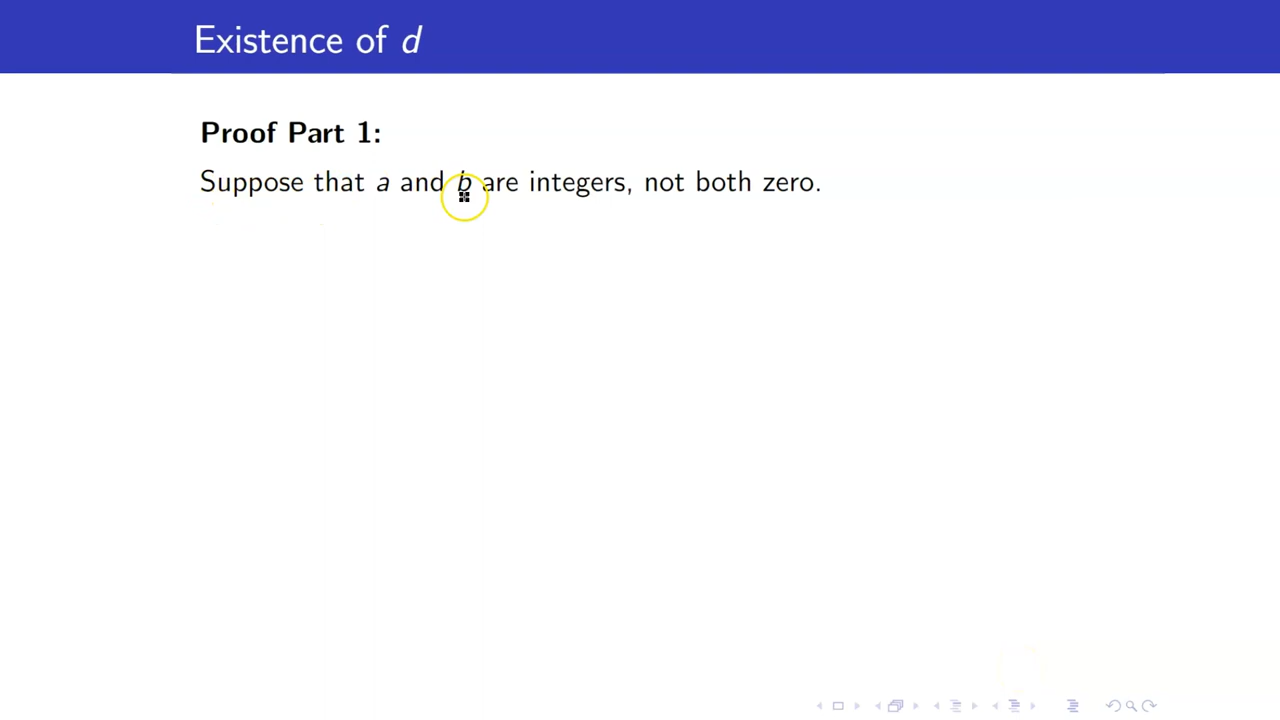 Existence of d
Proof Part 1:
Suppose that a and b are integers, not both zero.